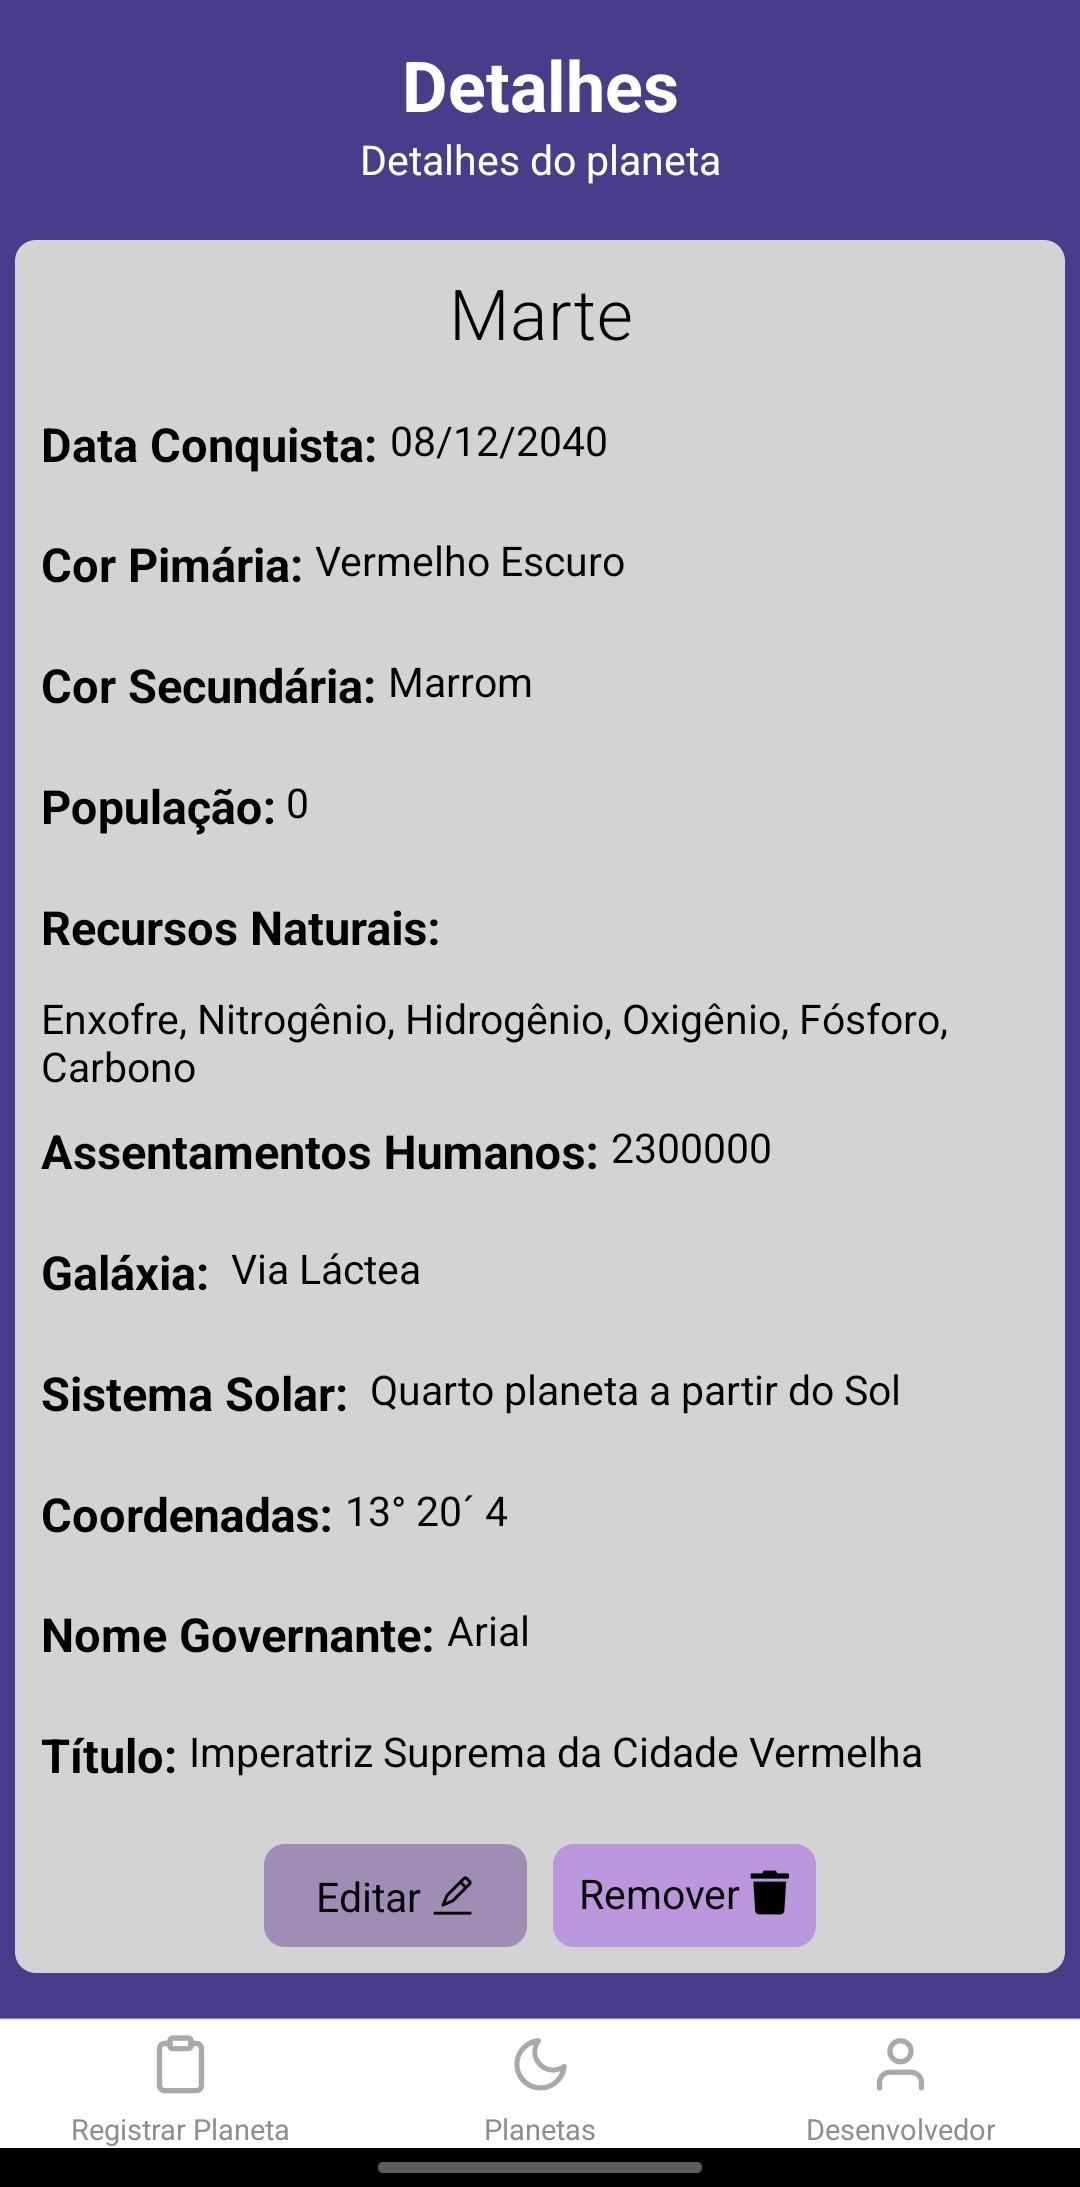 Detalhes
Detalhes do planeta
Marte
Data Conquista: 08/12/2040
Cor Pimária: Vermelho Escuro
Cor Secundária: Marrom
População: 0
Recursos Naturais:
Enxofre, Nitrogênio, Hidrogênio, Oxigênio, Fósforo,
Carbono
Assentamentos Humanos: 2300000
Galáxia: Via Láctea
Sistema Solar: Quarto planeta a partir do Sol
Coordenadas: 13° 20´ 4
Nome Governante: Arial
Título: Imperatriz Suprema da Cidade Vermelha
Editar Remover
Registrar Planeta Planetas Desenvolvedor